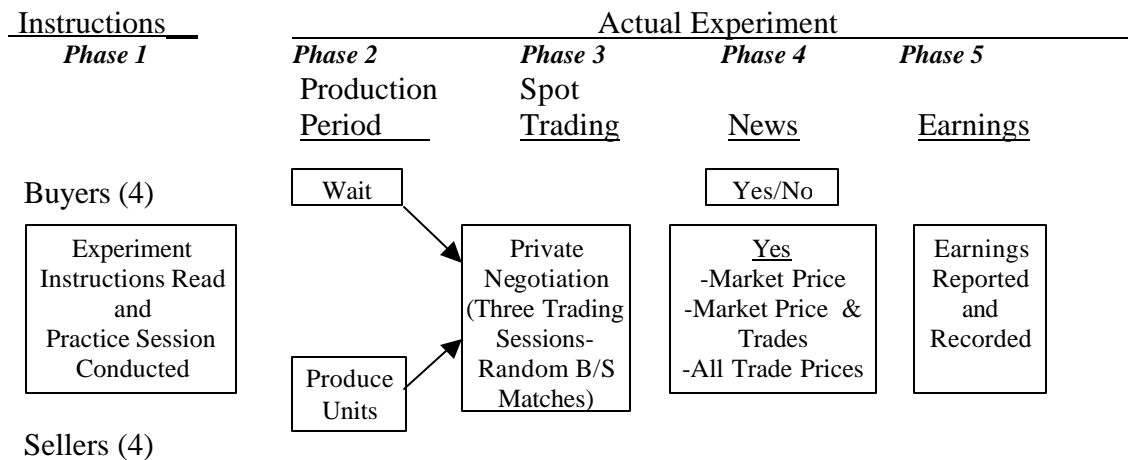 Instructions
Actual Experiment
Phase 1
Phase 2
Phase 3
Phase 4
Phase 5
Production
Period
Spot
Trading
News
Earnings
Buyers (4)
Wait
Yes/No
Experiment
Instructions Read
and
Practice Session
Conducted
Produce
Units
Private
Negotiation
(Three Trading
Sessions-
Random B/S
Matches)
Yes
-Market Price
-Market Price &
Trades
-All Trade Prices
Earnings
Reported
and
Recorded
Sellers (4)